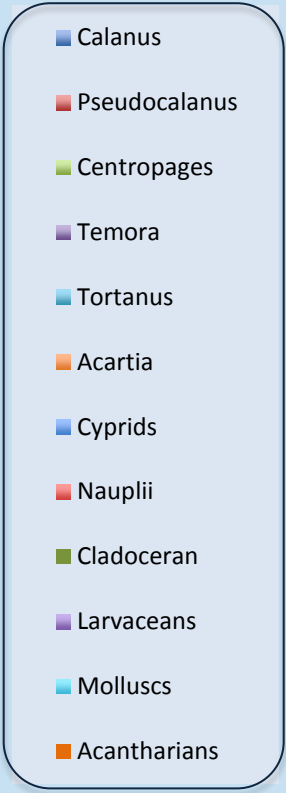 Calanus
Pseudocalanus
Centropages
Temora
Tortanus
Acartia
Cyprids
Nauplii
Cladoceran
Larvaceans
Molluscs
Acantharians